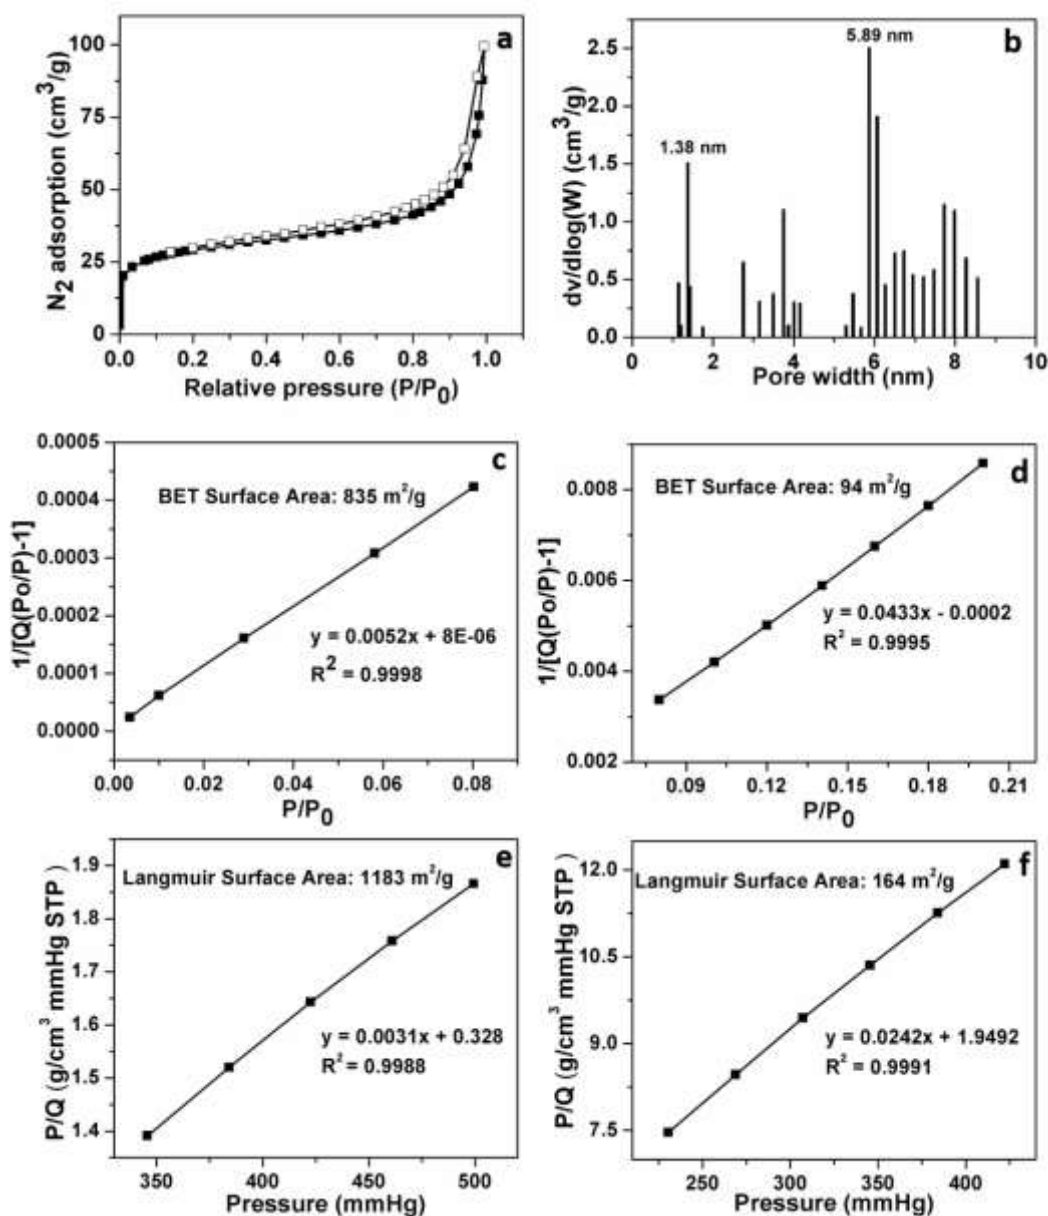 a
100
75
50
25
0
N2 adsorption (cm3/g)
0.0 0.2 0.4 0.6 0.8 1.0
Relative pressure (P/P0)
b
5.89 nm
1.38 nm
2.5
2.0
1.5
1.0
0.5
0.0
dv/dlog(W) (cm3/g)
0 2 4 6 8 10
Pore width (nm)
c
BET Surface Area: 835 m2/g
0.0005
0.0004
0.0003
0.0002
0.0001
0.0000
1/[Q(Po/P)-1]
y = 0.0052x + 8E-06
R2 = 0.9998
0.00 0.02 0.04 0.06 0.08
P/P0
d
BET Surface Area: 94 m2/g
0.008
0.006
0.004
0.002
1/[Q(Po/P)-1]
y = 0.0433x - 0.0002
R2 = 0.9995
0.09 0.12 0.15 0.18 0.21
P/P0
e
Langmuir Surface Area: 1183 m2/g
1.9
1.8
1.7
1.6
1.5
1.4
P/Q (g/cm3 mmHg STP )
y = 0.0031x + 0.328
R2 = 0.9988
350 400 450 500
Pressure (mmHg)
f
Langmuir Surface Area: 164 m2/g
12.0
10.5
9.0
7.5
P/Q (g/cm3 mmHg STP )
y = 0.0242x + 1.9492
R2 = 0.9991
250 300 350 400
Pressure (mmHg)